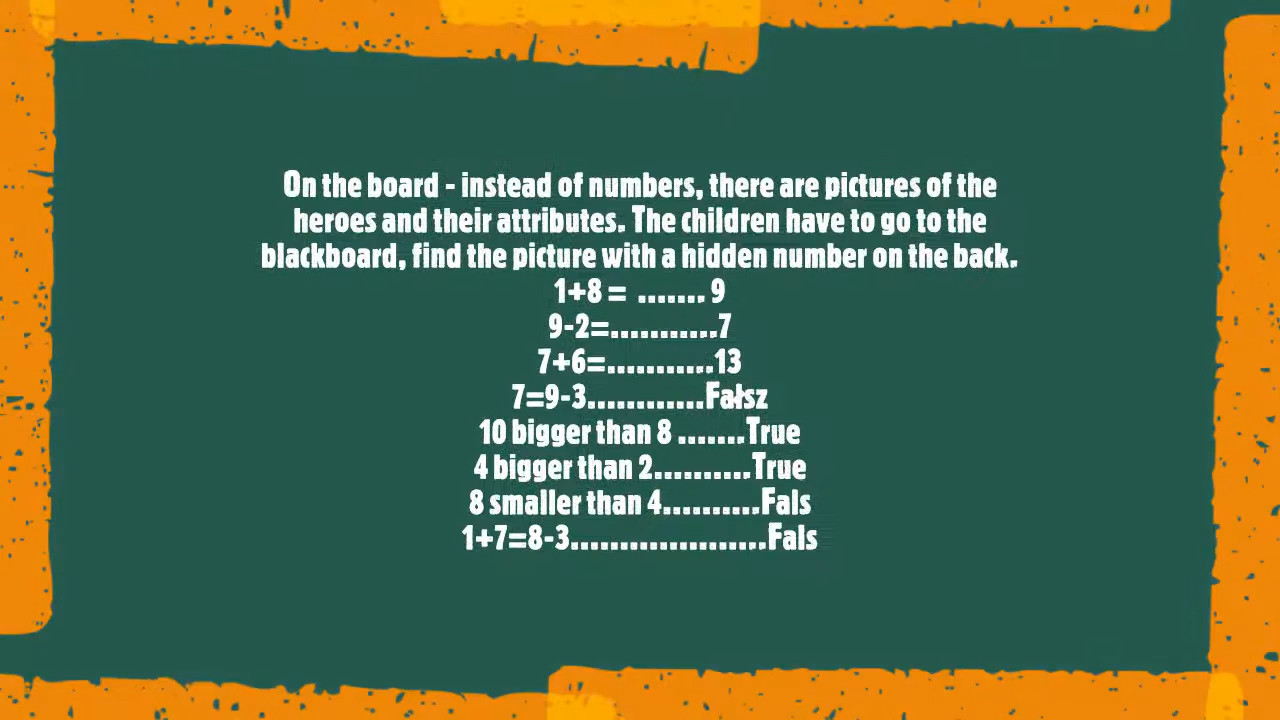 On the board - instead of numbers, there are pictures of the
heroes and their attributes. The children have to go to the
blackboard, find the picture with a hidden number on the back.
1+8 = ....... 9
9-2=...........7
7+6=...........13
7=9-3............Fałsz
10 bigger than 8 .......True
4 bigger than 2..........True
8 smaller than 4..........Fals
1+7=8-3....................Fals